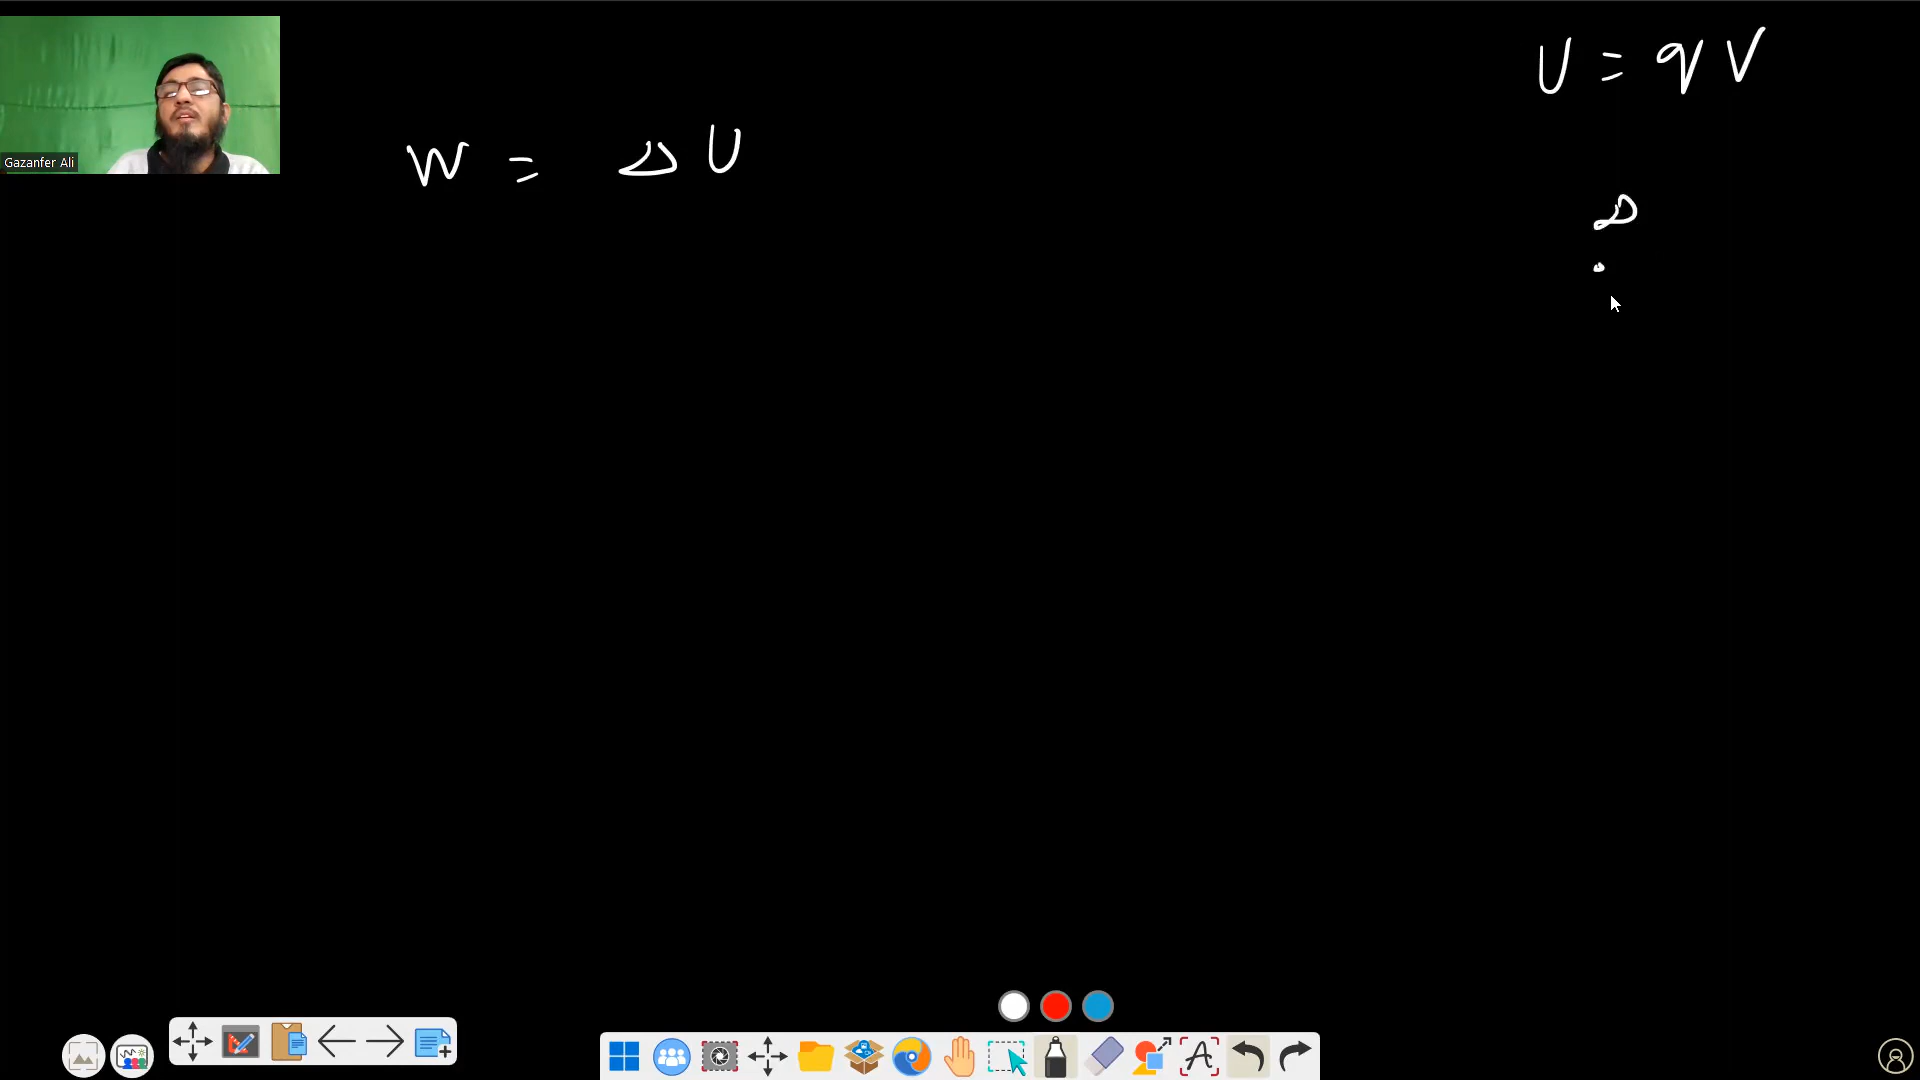 U = qV
Gazanfer Ali
W = ΔU
Δ